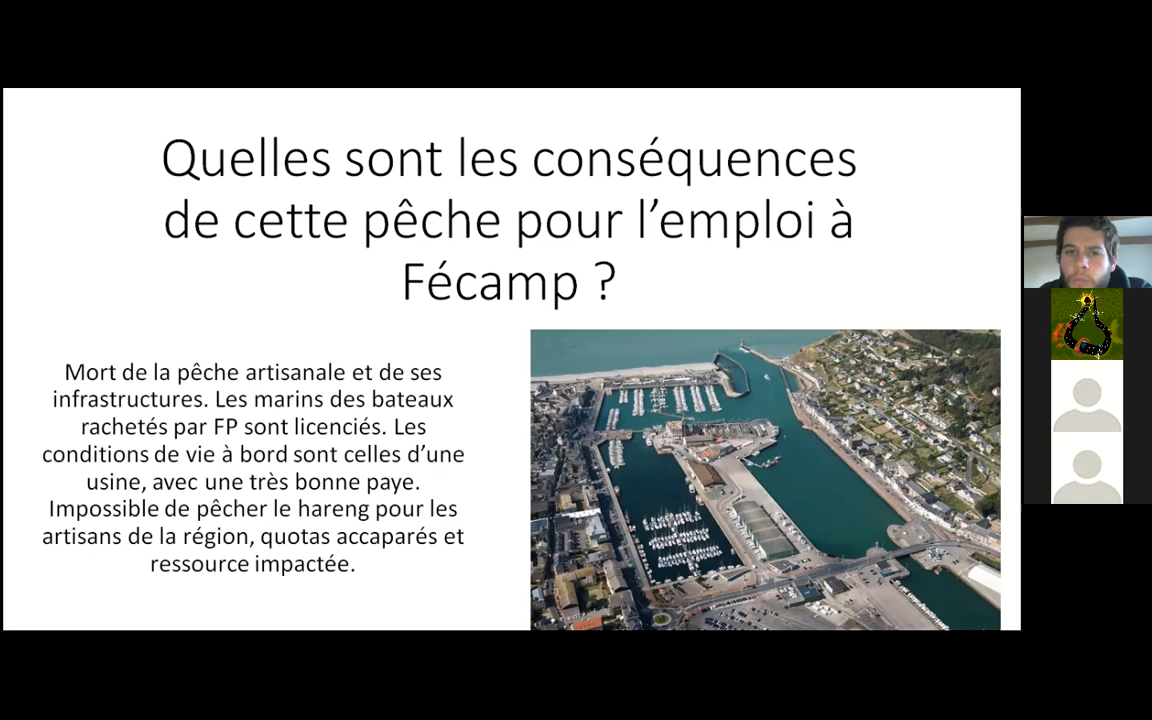 Quelles sont les conséquences
de cette pêche pour l’emploi à
Fécamp ?
Mort de la pêche artisanale et de ses
infrastructures. Les marins des bateaux
rachetés par FP sont licenciés. Les
conditions de vie à bord sont celles d’une
usine, avec une très bonne paye.
Impossible de pêcher le hareng pour les
artisans de la région, quotas accaparés et
ressource impactée.